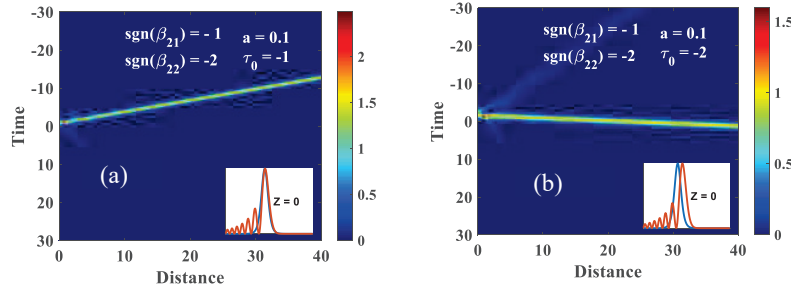 sgn(β21) = - 1 a = 0.1
sgn(β22) = -2 τ0 = -1
-30
-20
-10
0
10
20
30
Time
(a)
Z = 0
0 10 20 30 40
Distance
2
1.5
1
0.5
0
sgn(β21) = - 1 a = 0.1
sgn(β22) = -2 τ0 = -2
-30
-20
-10
0
10
20
30
Time
(b)
Z = 0
0 10 20 30 40
Distance
1.5
1
0.5
0